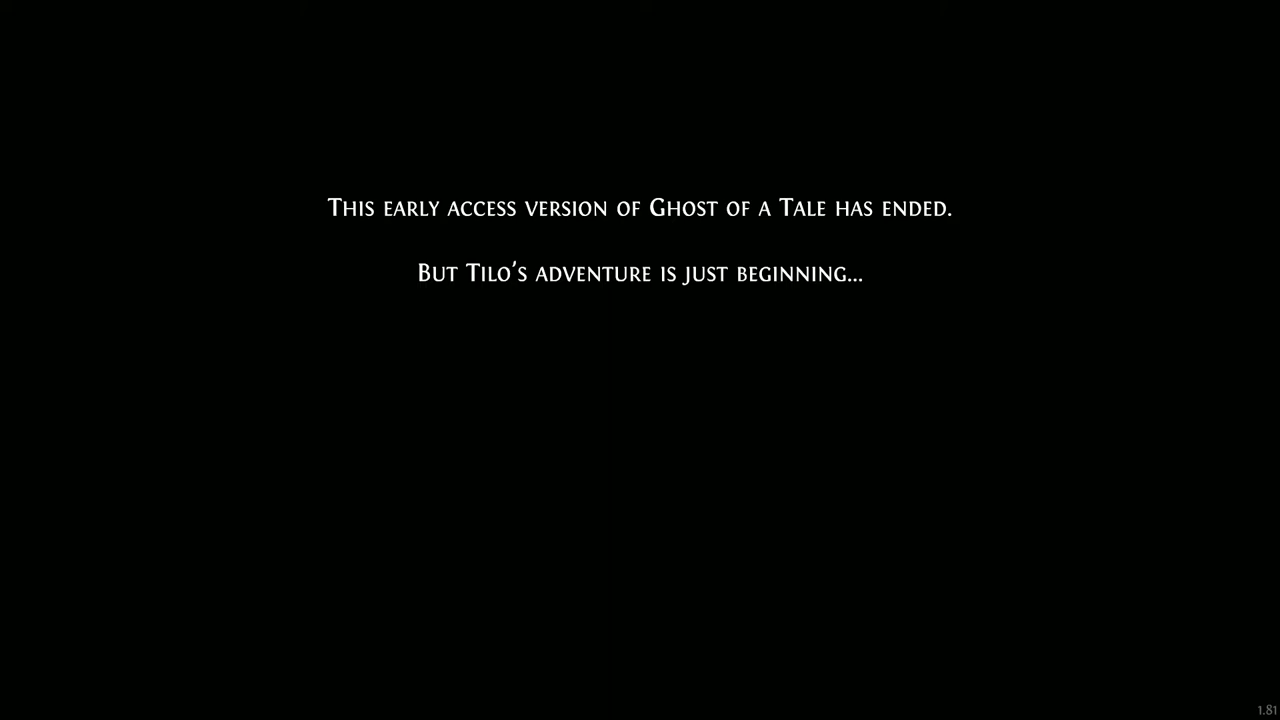 This early access version of Ghost of a Tale has ended.
But Tilo's adventure is just beginning...
1.81